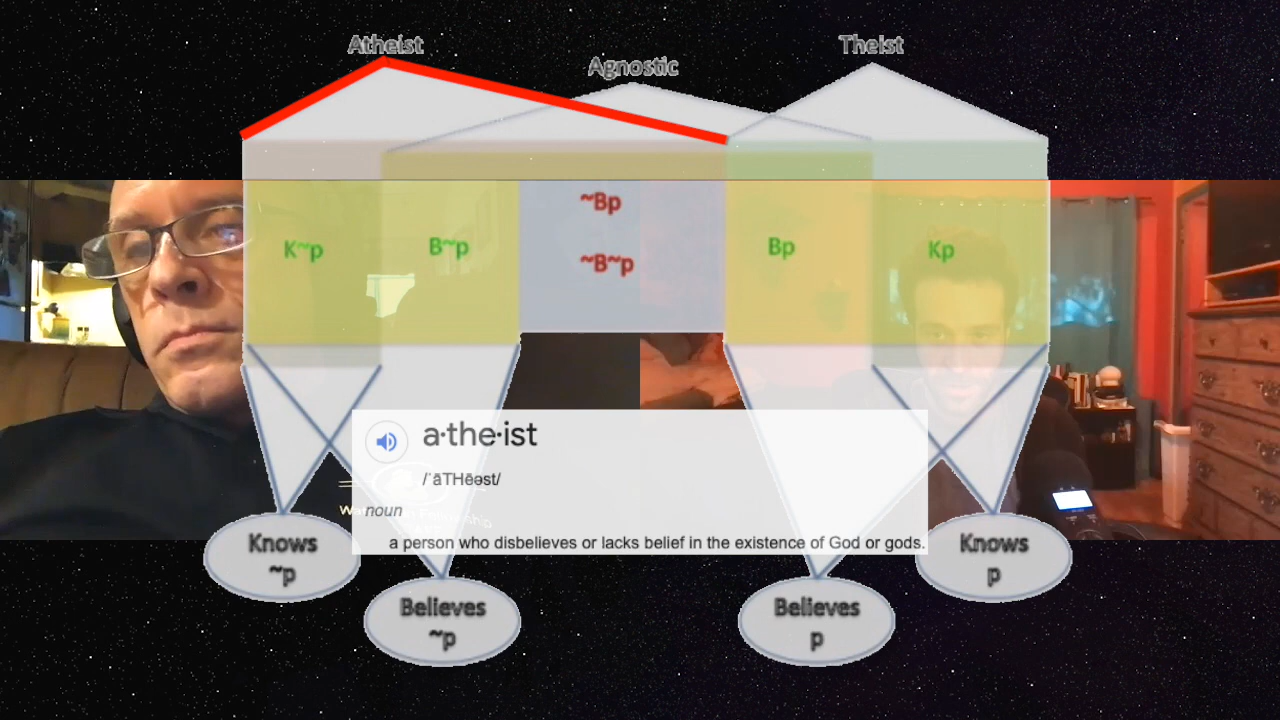 Atheist
Agnostic
Theist
K~p
B~p
~Bp
~B~p
Bp
Kp
a·the·ist
/ˈāTHēəst/
noun
a person who disbelieves or lacks belief in the existence of God or gods.
Knows
~p
Believes
~p
Believes
p
Knows
p